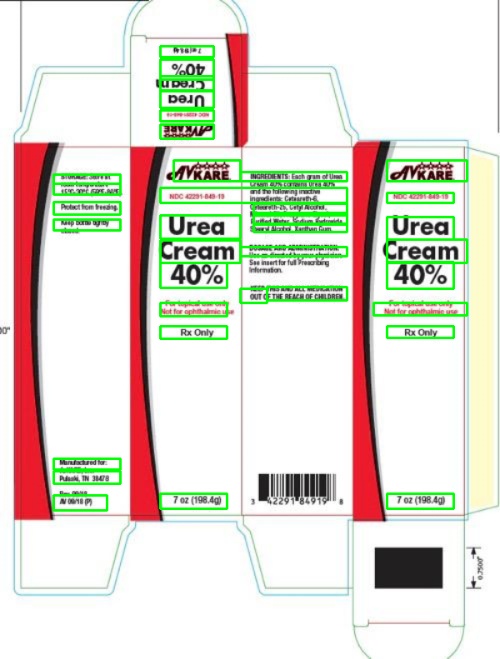 7 oz (198.4g)
40%
Cream
Urea
NDC 42291-849-19
AVKARE
STORAGE: Store at
Protect from freezing.
Keep bottle tightly
Manufactured for:
Pulaski, TN 38478
AV 09/18 (P)
AVKARE
NDC 42291-849-19
Urea
Cream
40%
For topical use only
Not for ophthalmic use
Rx Only
7 oz (198.4g)
INGREDIENTS: Each gram of Urea
Cream 40% contains Urea 40%
and the following inactive
ingredients: Ceteareth-6,
Ceteareth-25, Cetyl Alcohol,
Purified Water, Sodium Hydroxide
Stearyl Alcohol, Xanthan Gum.
DOSAGE AND ADMINISTRATION:
See insert for full Prescribing
Information.
KEEP THIS AND ALL MEDICATION
OUT OF THE REACH OF CHILDREN.
3 42291 84919 8
AVKARE
NDC 42291-849-19
Urea
Cream
40%
For topical use only
Not for ophthalmic use
Rx Only
7 oz (198.4g)
0.7500"